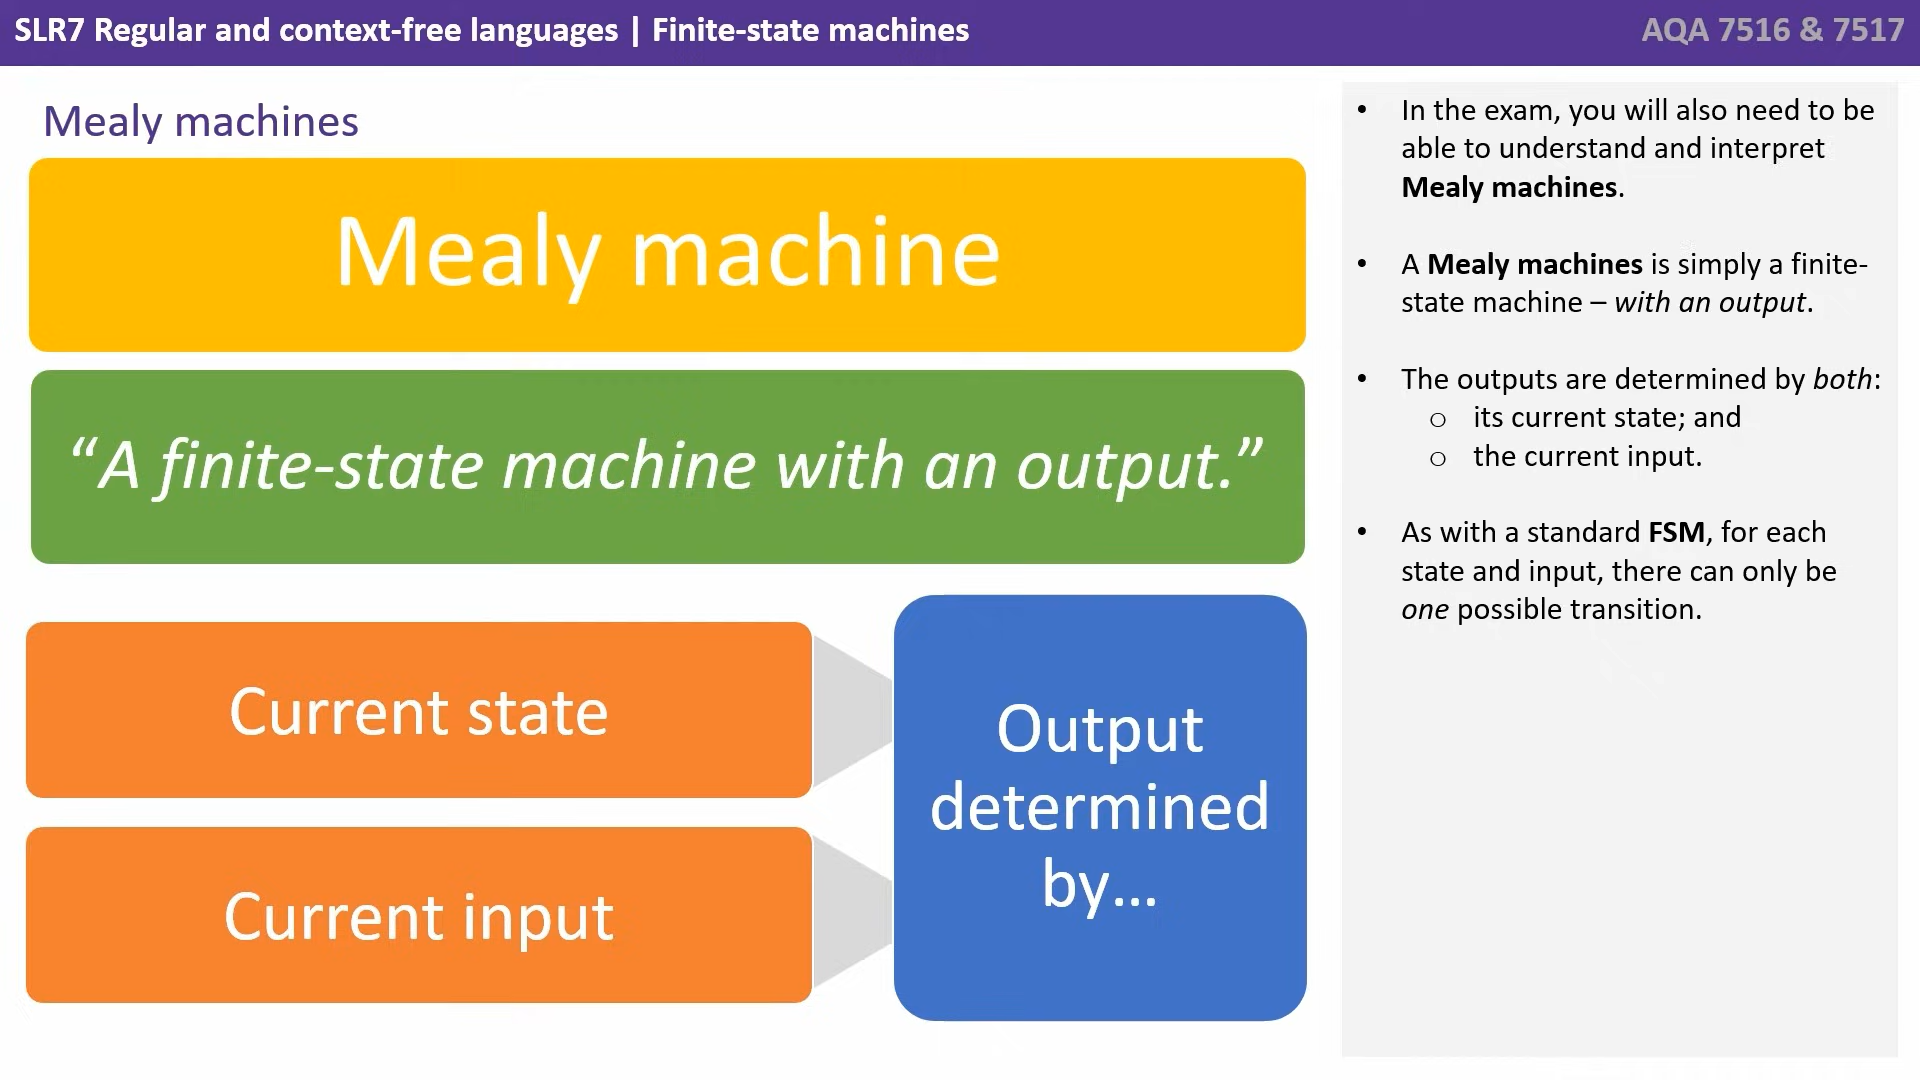 SLR7 Regular and context-free languages | Finite-state machines
AQA 7516 & 7517
Mealy machines
Mealy machine
“A finite-state machine with an output.”
Current state
Current input
Output
determined
by...
• In the exam, you will also need to be
able to understand and interpret
Mealy machines.
• A Mealy machines is simply a finite-
state machine – with an output.
• The outputs are determined by both:
o its current state; and
o the current input.
• As with a standard FSM, for each
state and input, there can only be
one possible transition.